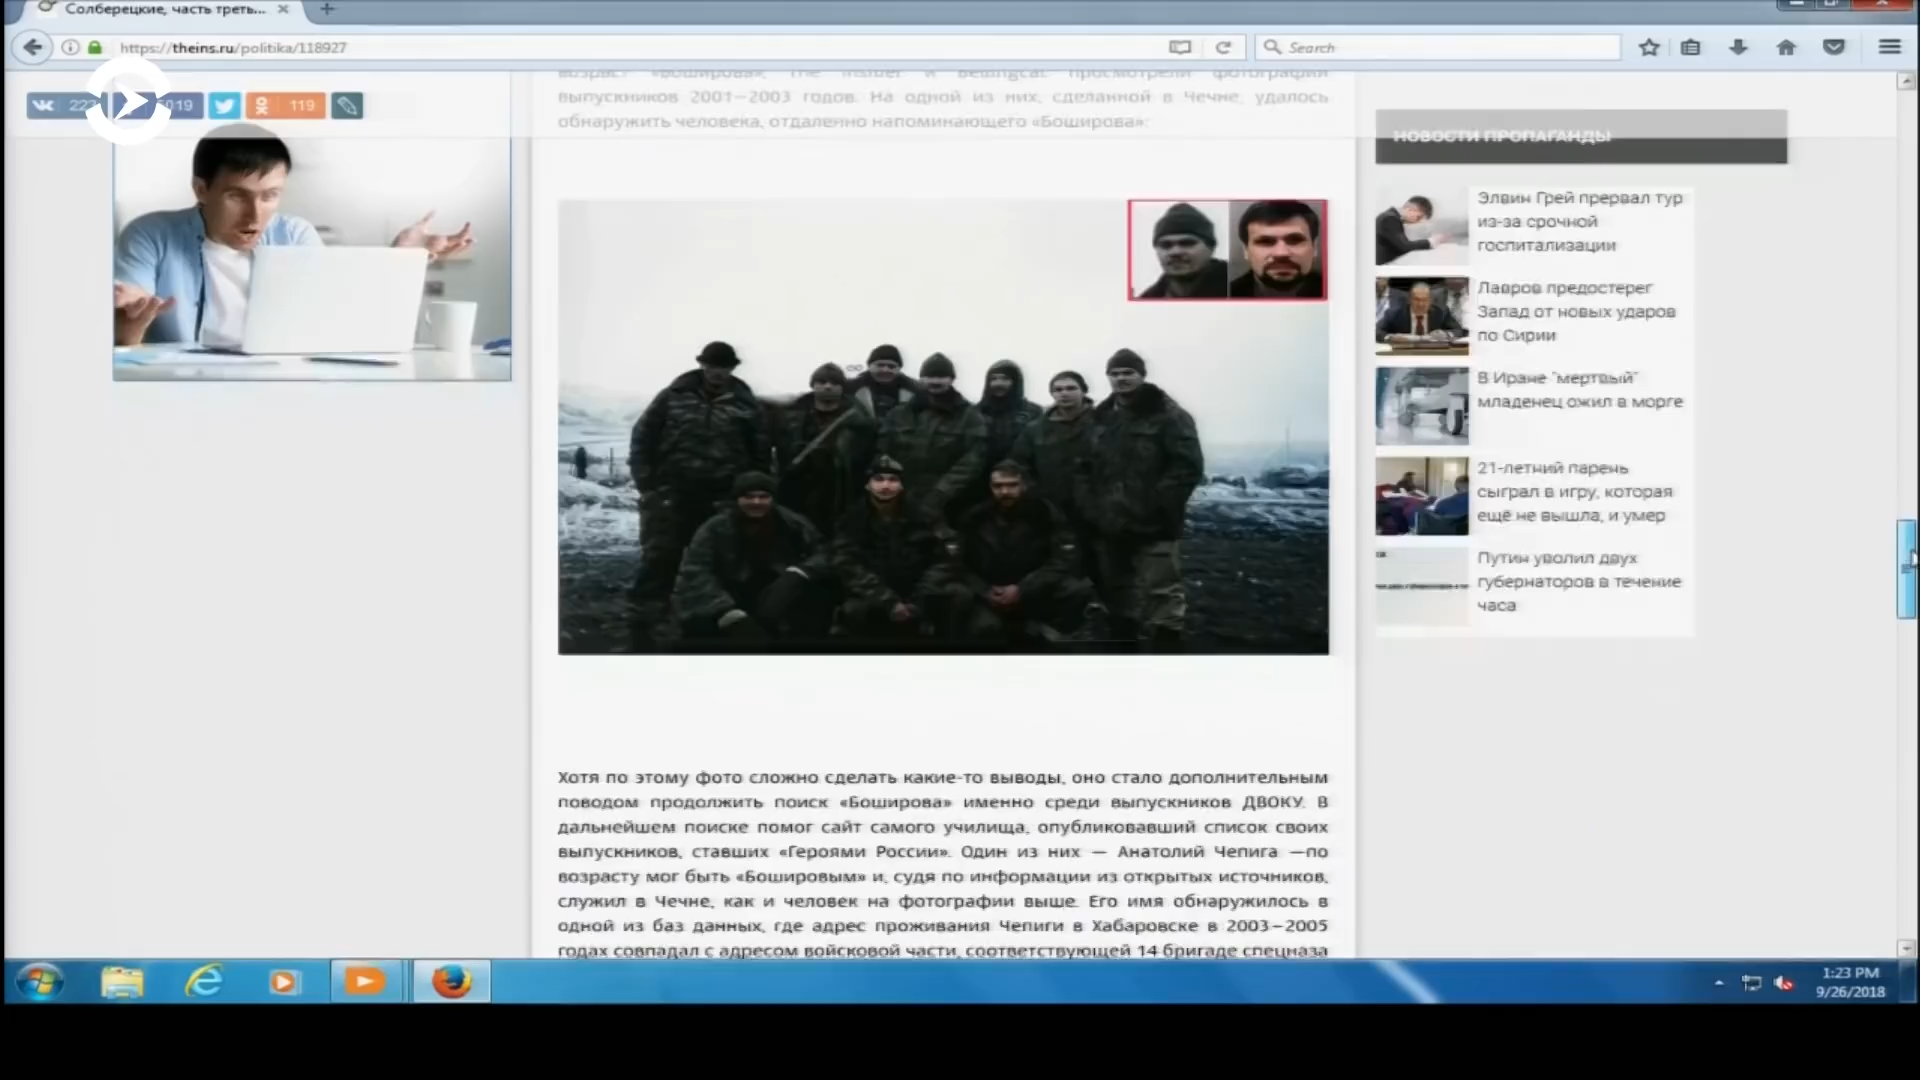 Солберецкие, часть треть...
https://theins.ru/politika/118927
Search
119
возраст «Боширова», The Insider и Bellingcat просмотрели фотографии
выпускников 2001—2003 годов. На одной из них, сделанной в Чечне, удалось
обнаружить человека, отдаленно напоминающего «Боширова»:
НОВОСТИ ПРОПАГАНДЫ
Элвин Грей прервал тур
из-за срочной
госпитализации
Лавров предостерег
Запад от новых ударов
по Сирии
В Иране "мертвый"
младенец ожил в морге
21-летний парень
сыграл в игру, которая
ещё не вышла, и умер
Путин уволил двух
губернаторов в течение
часа
Хотя по этому фото сложно сделать какие-то выводы, оно стало дополнительным
поводом продолжить поиск «Боширова» именно среди выпускников ДВОКУ. В
дальнейшем поиске помог сайт самого училища, опубликовавший список своих
выпускников, ставших «Героями России». Один из них — Анатолий Чепига —по
возрасту мог быть «Бошировым» и, судя по информации из открытых источников,
служил в Чечне, как и человек на фотографии выше. Его имя обнаружилось в
одной из баз данных, где адрес проживания Чепиги в Хабаровске в 2003—2005
годах совпадал с адресом войсковой части, соответствующей 14 бригаде спецназа
1:23 PM
9/26/2018